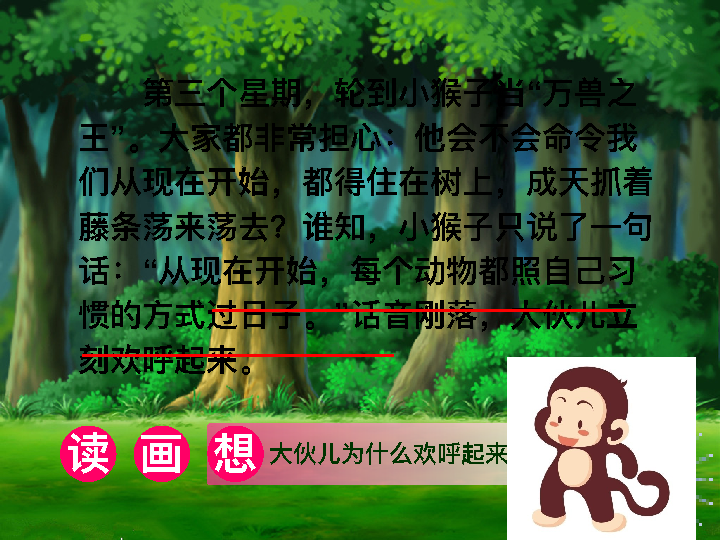 第三个星期，轮到小猴子当“万兽之
王”。大家都非常担心：他会不会命令我
们从现在开始，都得住在树上，成天抓着
藤条荡来荡去？谁知，小猴子只说了一句
话：“从现在开始，每个动物都照自己习
惯的方式过日子。”话音刚落，大伙儿立
刻欢呼起来。
读 画 想 大伙儿为什么欢呼起来